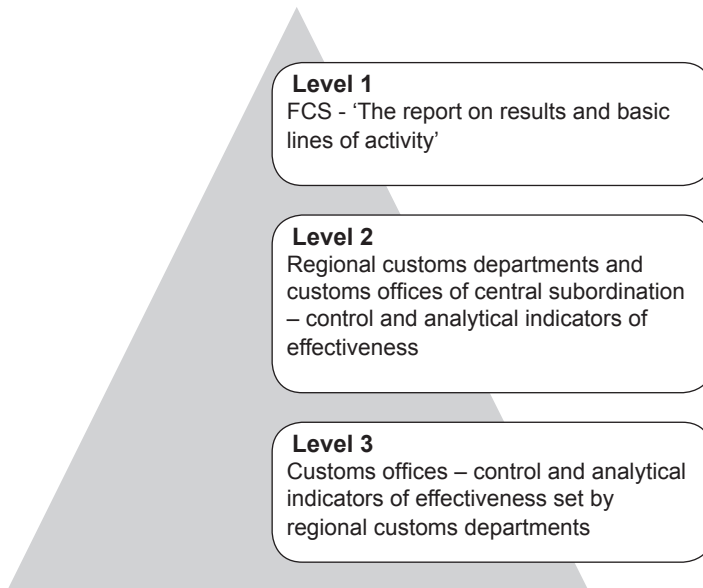 Level 1
FCS - ‘The report on results and basic
lines of activity’
Level 2
Regional customs departments and
customs offices of central subordination
– control and analytical indicators of
effectiveness
Level 3
Customs offices – control and analytical
indicators of effectiveness set by
regional customs departments